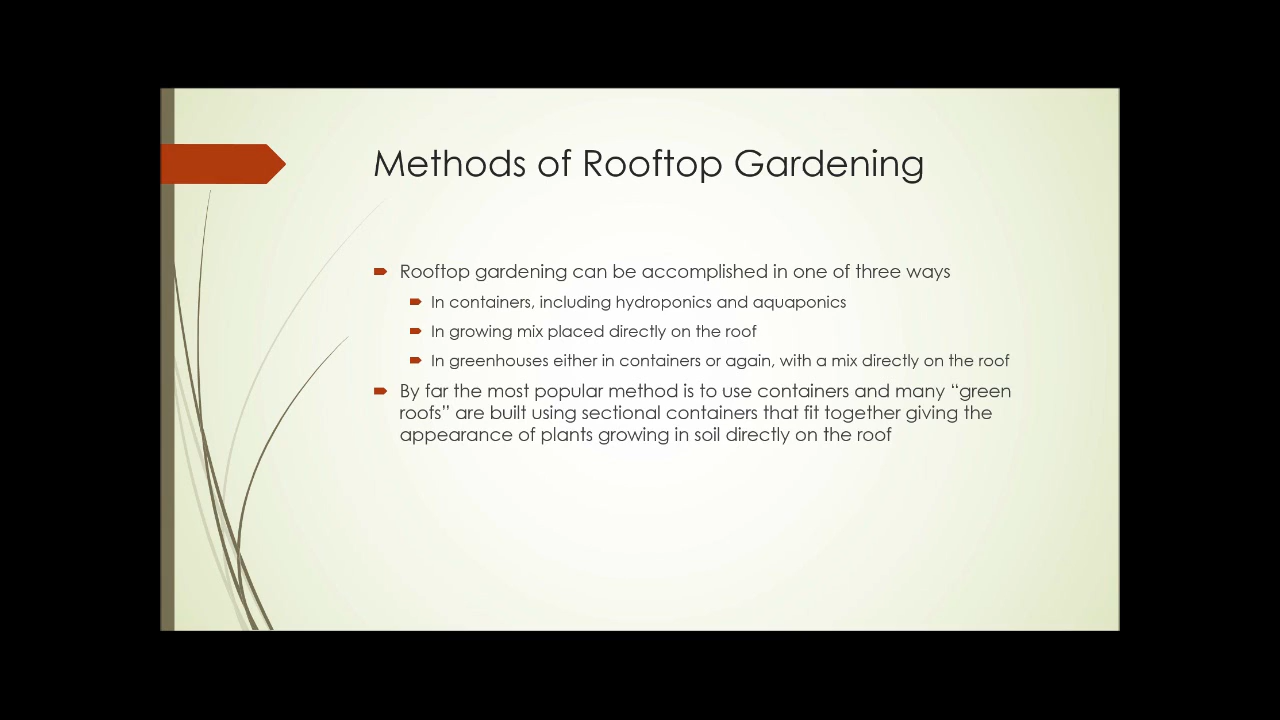 Methods of Rooftop Gardening
Rooftop gardening can be accomplished in one of three ways
In containers, including hydroponics and aquaponics
In growing mix placed directly on the roof
In greenhouses either in containers or again, with a mix directly on the roof
By far the most popular method is to use containers and many “green
roofs” are built using sectional containers that fit together giving the
appearance of plants growing in soil directly on the roof